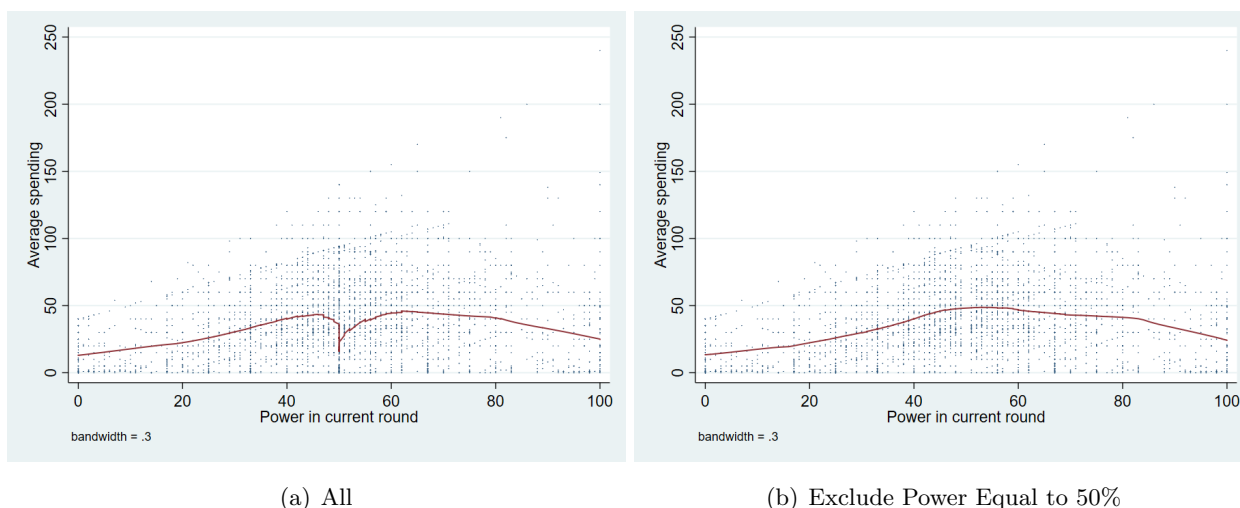 250
200
150
100
50
0
Average spending
0 20 40 60 80 100
Power in current round
bandwidth = .3
(a) All
250
200
150
100
50
0
Average spending
0 20 40 60 80 100
Power in current round
bandwidth = .3
(b) Exclude Power Equal to 50%